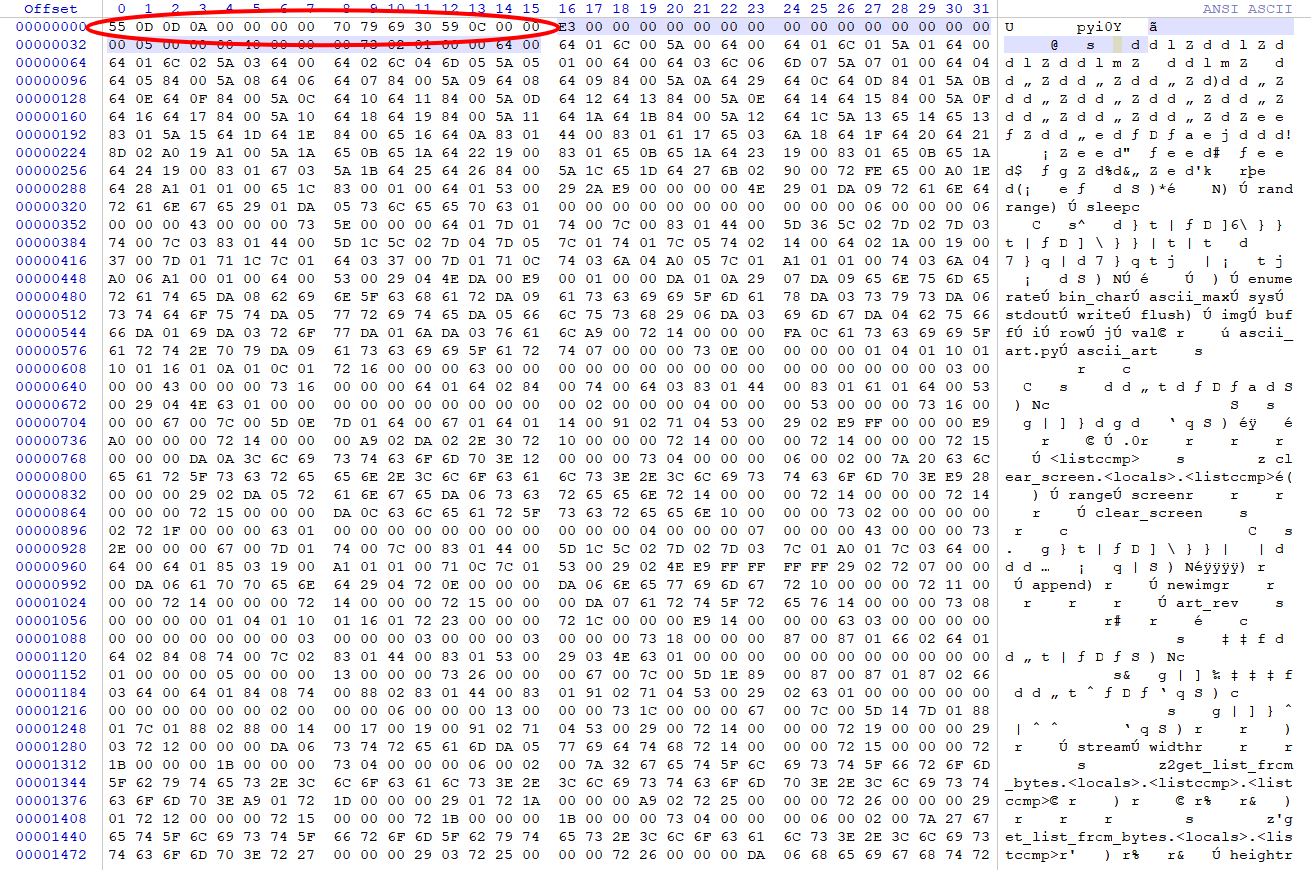 Offset 0 1 2 3 4 5 6 7 8 9 10 11 12 13 14 15 16 17 18 19 20 21 22 23 24 25 26 27 28 29 30 31 ANSI ASCII
00000000 55 0D 0D 0A 00 00 00 00 70 79 69 30 59 0C 00 00 E3 00 00 00 00 00 00 00 00 00 00 00 00 00 00 00 U pyi0Y ã
00000032 00 05 00 00 00 40 00 00 00 73 02 01 00 00 64 00 64 01 6C 00 5A 00 64 00 64 01 6C 01 5A 01 64 00 @ s d d l Z d d l Z d
00000064 64 01 6C 02 5A 03 64 00 64 02 6C 04 6D 05 5A 05 01 00 64 00 64 03 6C 06 6D 07 5A 07 01 00 64 04 d l Z d d l m Z d d l m Z d
00000096 64 05 84 00 5A 08 64 06 64 07 84 00 5A 09 64 08 64 09 84 00 5A 0A 64 29 64 0C 64 0D 84 01 5A 0B d „ Z d d „ Z d d „ Z d) d d „ Z
00000128 64 0E 64 0F 84 00 5A 0C 64 10 64 11 84 00 5A 0D 64 12 64 13 84 00 5A 0E 64 14 64 15 84 00 5A 0F d d „ Z d d „ Z d d „ Z d d „ Z
00000160 64 16 64 17 84 00 5A 10 64 18 64 19 84 00 5A 11 64 1A 64 1B 84 00 5A 12 64 1C 5A 13 65 14 65 13 d d „ Z d d „ Z d d „ Z d Z e e
00000192 83 01 5A 15 64 1D 64 1E 84 00 65 16 64 0A 83 01 44 00 83 01 61 17 65 03 6A 18 64 1F 64 20 64 21 ƒ Z d d „ e d ƒ D ƒ a e j d d d!
00000224 8D 02 A0 19 A1 00 5A 1A 65 0B 65 1A 64 22 19 00 83 01 65 0B 65 1A 64 23 19 00 83 01 65 0B 65 1A ¡ Z e e d" ƒ e e d# ƒ e e
00000256 64 24 19 00 83 01 67 03 5A 1B 64 25 64 26 84 00 5A 1C 65 1D 64 27 6B 02 90 00 72 FE 65 00 A0 1E d$ ƒ g Z d% d& „ Z e d' k rþe
00000288 64 28 A1 01 01 00 65 1C 83 00 01 00 64 01 53 00 29 2A E9 00 00 00 00 4E 29 01 DA 09 72 61 6E 64 d(¡ e ƒ d S )*é N) Ú rand
00000320 72 61 6E 67 65 29 01 DA 05 73 6C 65 65 70 63 01 00 00 00 00 00 00 00 00 00 00 00 06 00 00 00 06 range) Ú sleepc
00000352 00 00 00 43 00 00 00 73 5E 00 00 00 64 01 7D 01 74 00 7C 00 83 01 44 00 5D 36 5C 02 7D 02 7D 03 C s^ d } t | ƒ D ]6\ } }
00000384 74 00 7C 03 83 01 44 00 5D 1C 5C 02 7D 04 7D 05 7C 01 74 01 7C 05 74 02 14 00 64 02 1A 00 19 00 t | ƒ D ] \ } } | t | t d
00000416 37 00 7D 01 71 1C 7C 01 64 03 37 00 7D 01 71 0C 74 03 6A 04 A0 05 7C 01 A1 01 01 00 74 03 6A 04 7 } q | d 7 } q t j | ¡ t j
00000448 A0 06 A1 00 01 00 64 00 53 00 29 04 4E DA 00 E9 00 01 00 00 DA 01 0A 29 07 DA 09 65 6E 75 6D 65 ¡ d S ) NÚ é Ú ) Ú enume
00000480 72 61 74 65 DA 08 62 69 6E 5F 63 68 61 72 DA 09 61 73 63 69 69 5F 6D 61 78 DA 03 73 79 73 DA 06 rateÚ bin_charÚ ascii_maxÚ sysÚ
00000512 73 74 64 6F 75 74 DA 05 77 72 69 74 65 DA 05 66 6C 75 73 68 29 06 DA 03 69 6D 67 DA 04 62 75 66 stdoutÚ writeÚ flush) Ú imgÚ buf
00000544 66 DA 01 69 DA 03 72 6F 77 DA 01 6A DA 03 76 61 6C A9 00 72 14 00 00 00 FA 0C 61 73 63 69 69 5F fÚ iÚ rowÚ jÚ val© r ú ascii_
00000576 61 72 74 2E 70 79 DA 09 61 73 63 69 69 5F 61 72 74 07 00 00 00 73 0E 00 00 00 00 01 04 01 10 01 art.pyÚ ascii_art s
00000608 10 01 16 01 0A 01 0C 01 72 16 00 00 00 63 00 00 00 00 00 00 00 00 00 00 00 00 00 00 00 00 03 00 r c
00000640 00 00 43 00 00 00 73 16 00 00 00 64 01 64 02 84 00 74 00 64 03 83 01 44 00 83 01 61 01 64 00 53 C s d d „ t d ƒ D ƒ a d S
00000672 00 29 04 4E 63 01 00 00 00 00 00 00 00 00 00 00 00 02 00 00 00 04 00 00 00 53 00 00 00 73 16 00 ) Nc S s
00000704 00 00 67 00 7C 00 5D 0E 7D 01 64 00 67 01 64 01 14 00 91 02 71 04 53 00 29 02 E9 FF 00 00 00 E9 g | ] } d g d ‘ q S ) éÿ é
00000736 A0 00 00 00 72 14 00 00 00 A9 02 DA 02 2E 30 72 10 00 00 00 72 14 00 00 00 72 14 00 00 00 72 15 r © Ú .0r r r r
00000768 00 00 00 DA 0A 3C 6C 69 73 74 63 6F 6D 70 3E 12 00 00 00 73 04 00 00 00 06 00 02 00 7A 20 63 6C Ú <listcomp> s z cl
00000800 65 61 72 5F 73 63 72 65 65 6E 2E 3C 6C 6F 63 61 6C 73 3E 2E 3C 6C 69 73 74 63 6F 6D 70 3E E9 28 ear_screen.<locals>.<listcomp>é(
00000832 00 00 00 29 02 DA 05 72 61 6E 67 65 DA 06 73 63 72 65 65 6E 72 14 00 00 00 72 14 00 00 00 72 14 ) Ú rangeÚ screenr r r
00000864 00 00 00 72 15 00 00 00 DA 0C 63 6C 65 61 72 5F 73 63 72 65 65 6E 10 00 00 00 73 02 00 00 00 00 r Ú clear_screen s
00000896 02 72 1F 00 00 00 63 01 00 00 00 00 00 00 00 00 00 00 00 04 00 00 00 07 00 00 00 43 00 00 00 73 r c C s
00000928 2E 00 00 00 67 00 7D 01 74 00 7C 00 83 01 44 00 5D 1C 5C 02 7D 02 7D 03 7C 01 A0 01 7C 03 64 00 . g } t | ƒ D ] \ } } | | d
00000960 64 00 64 01 85 03 19 00 A1 01 01 00 71 0C 7C 01 53 00 29 02 4E E9 FF FF FF FF 29 02 72 07 00 00 d d … ¡ q | S ) Néÿÿÿÿ) r
00000992 00 DA 06 61 70 70 65 6E 64 29 04 72 0E 00 00 00 DA 06 6E 65 77 69 6D 67 72 10 00 00 00 72 11 00 Ú append) r Ú newimgr r
00001024 00 00 72 14 00 00 00 72 14 00 00 00 72 15 00 00 00 DA 07 61 72 74 5F 72 65 76 14 00 00 00 73 08 r r r Ú art_rev s
00001056 00 00 00 00 01 04 01 10 01 16 01 72 23 00 00 00 72 1C 00 00 00 E9 14 00 00 00 63 03 00 00 00 00 r# r é c
00001088 00 00 00 00 00 00 00 03 00 00 00 03 00 00 00 03 00 00 00 73 18 00 00 00 87 00 87 01 66 02 64 01 s ‡ ‡ f d
00001120 64 02 84 08 74 00 7C 02 83 01 44 00 83 01 53 00 29 03 4E 63 01 00 00 00 00 00 00 00 00 00 00 00 d „ t | ƒ D ƒ S ) Nc
00001152 01 00 00 00 05 00 00 00 13 00 00 00 73 26 00 00 00 67 00 7C 00 5D 1E 89 00 87 00 87 01 87 02 66 s& g | ] ‰ ‡ ‡ ‡ f
00001184 03 64 00 64 01 84 08 74 00 88 02 83 01 44 00 83 01 91 02 71 04 53 00 29 02 63 01 00 00 00 00 00 d d „ t ˆ ƒ D ƒ ‘ q S ) c
00001216 00 00 00 00 00 02 00 00 00 06 00 00 00 13 00 00 00 73 1C 00 00 00 67 00 7C 00 5D 14 7D 01 88 s g | ] } ˆ
00001248 01 7C 01 88 02 88 00 14 00 17 00 19 00 91 02 71 04 53 00 29 00 72 14 00 00 00 72 19 00 00 00 29 | ˆ ˆ ‘ q S ) r r )
00001280 03 72 12 00 00 00 DA 06 73 74 72 65 61 6D DA 05 77 69 64 74 68 72 14 00 00 00 72 15 00 00 00 72 r Ú streamÚ widthr r r
00001312 1B 00 00 00 1B 00 00 00 73 04 00 00 00 06 00 02 00 7A 32 67 65 74 5F 6C 69 73 74 5F 66 72 6F 6D s z2get_list_from
00001344 5F 62 79 74 65 73 2E 3C 6C 6F 63 61 6C 73 3E 2E 3C 6C 69 73 74 63 6F 6D 70 3E 2E 3C 6C 69 73 74 _bytes.<locals>.<listcomp>.<list
00001376 63 6F 6D 70 3E A9 01 72 1D 00 00 00 29 01 72 1A 00 00 00 A9 02 72 25 00 00 00 72 26 00 00 00 29 comp>© r ) r © r% r& )
00001408 01 72 12 00 00 00 72 15 00 00 00 72 1B 00 00 00 1B 00 00 00 73 04 00 00 00 06 00 02 00 7A 27 67 r r r s z'g
00001440 65 74 5F 6C 69 73 74 5F 66 72 6F 6D 5F 62 79 74 65 73 2E 3C 6C 6F 63 61 6C 73 3E 2E 3C 6C 69 73 et_list_from_bytes.<locals>.<lis
00001472 74 63 6F 6D 70 3E 72 27 00 00 00 29 03 72 25 00 00 00 72 26 00 00 00 DA 06 68 65 69 67 68 74 72 tcomp>r' ) r% r& Ú heightr